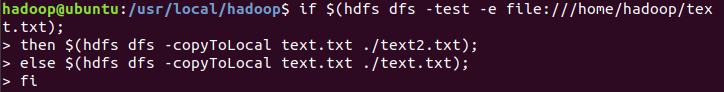 hadoop@ubuntu:/usr/local/hadoop$ if $(hdfs dfs -test -e file:///home/hadoop/tex
t.txt);
> then $(hdfs dfs -copyToLocal text.txt ./text2.txt);
> else $(hdfs dfs -copyToLocal text.txt ./text.txt);
> fi